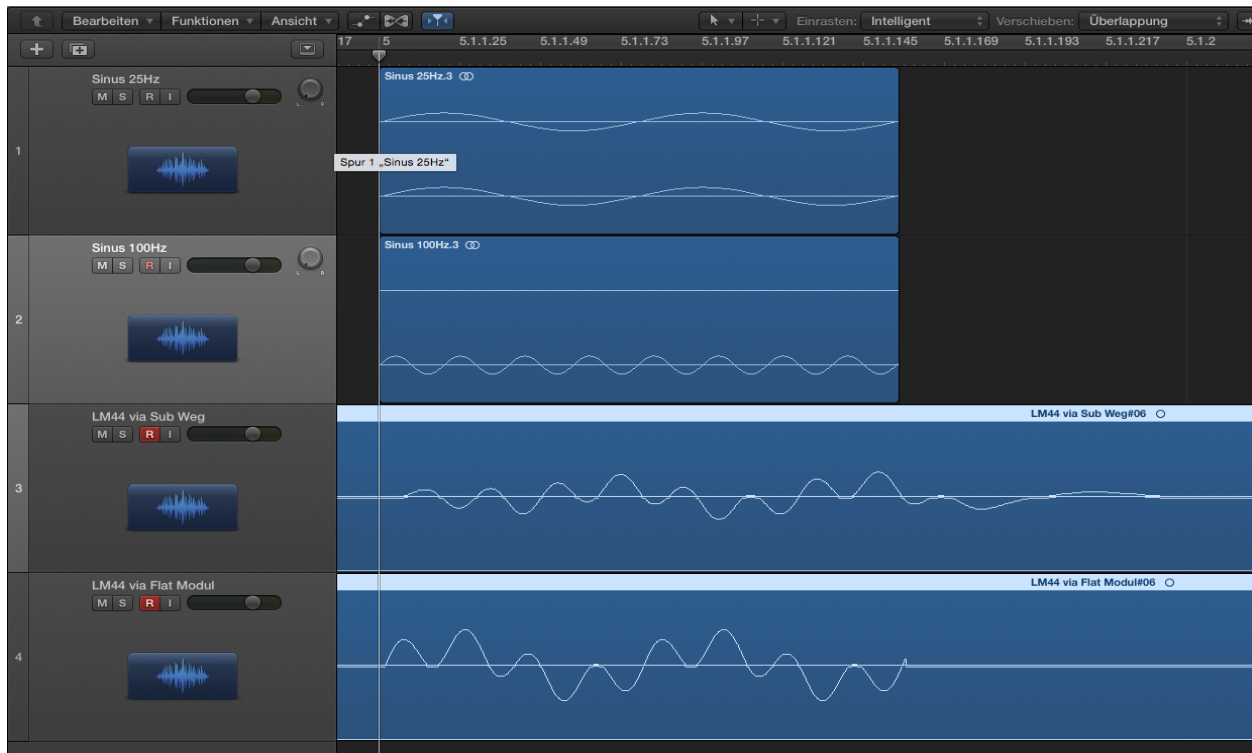 Bearbeiten Funktionen Ansicht Einrasten: Intelligent Verschieben: Überlappung
17 5 5.1.1.25 5.1.1.49 5.1.1.73 5.1.1.97 5.1.1.121 5.1.1.145 5.1.1.169 5.1.1.193 5.1.1.217 5.1.2
Sinus 25Hz
M S R I
L R
1
Sinus 25Hz.3
Spur 1 „Sinus 25Hz“
Sinus 100Hz
M S R I
L R
2
Sinus 100Hz.3
LM44 via Sub Weg
M S R I
3
LM44 via Sub Weg#06
LM44 via Flat Modul
M S R I
4
LM44 via Flat Modul#06